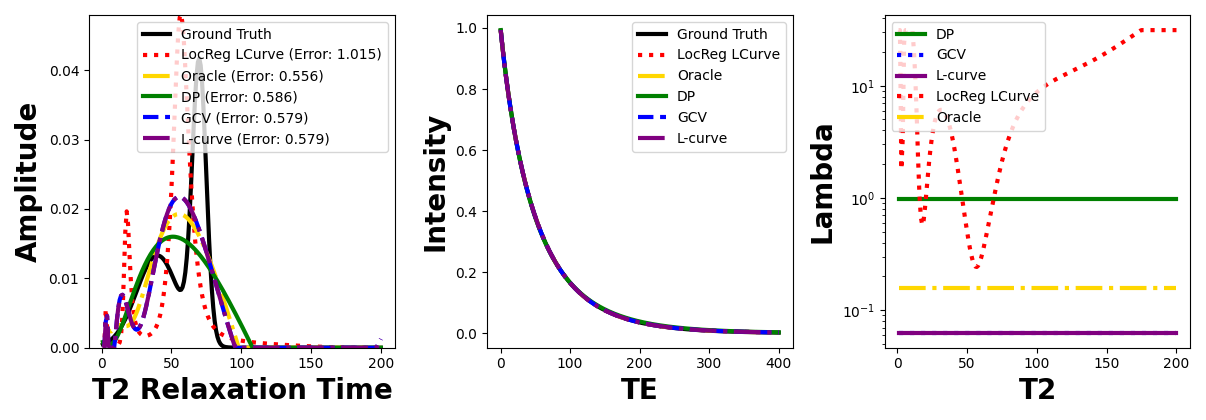 Amplitude
0.04
0.03
0.02
0.01
0.00
Ground Truth
LocReg LCurve (Error: 1.015)
Oracle (Error: 0.556)
DP (Error: 0.586)
GCV (Error: 0.579)
L-curve (Error: 0.579)
0 50 100 150 200
T2 Relaxation Time
Intensity
1.0
0.8
0.6
0.4
0.2
0.0
Ground Truth
LocReg LCurve
Oracle
DP
GCV
L-curve
0 100 200 300 400
TE
Lambda
10¹
10⁰
10⁻¹
DP
GCV
L-curve
LocReg LCurve
Oracle
0 50 100 150 200
T2